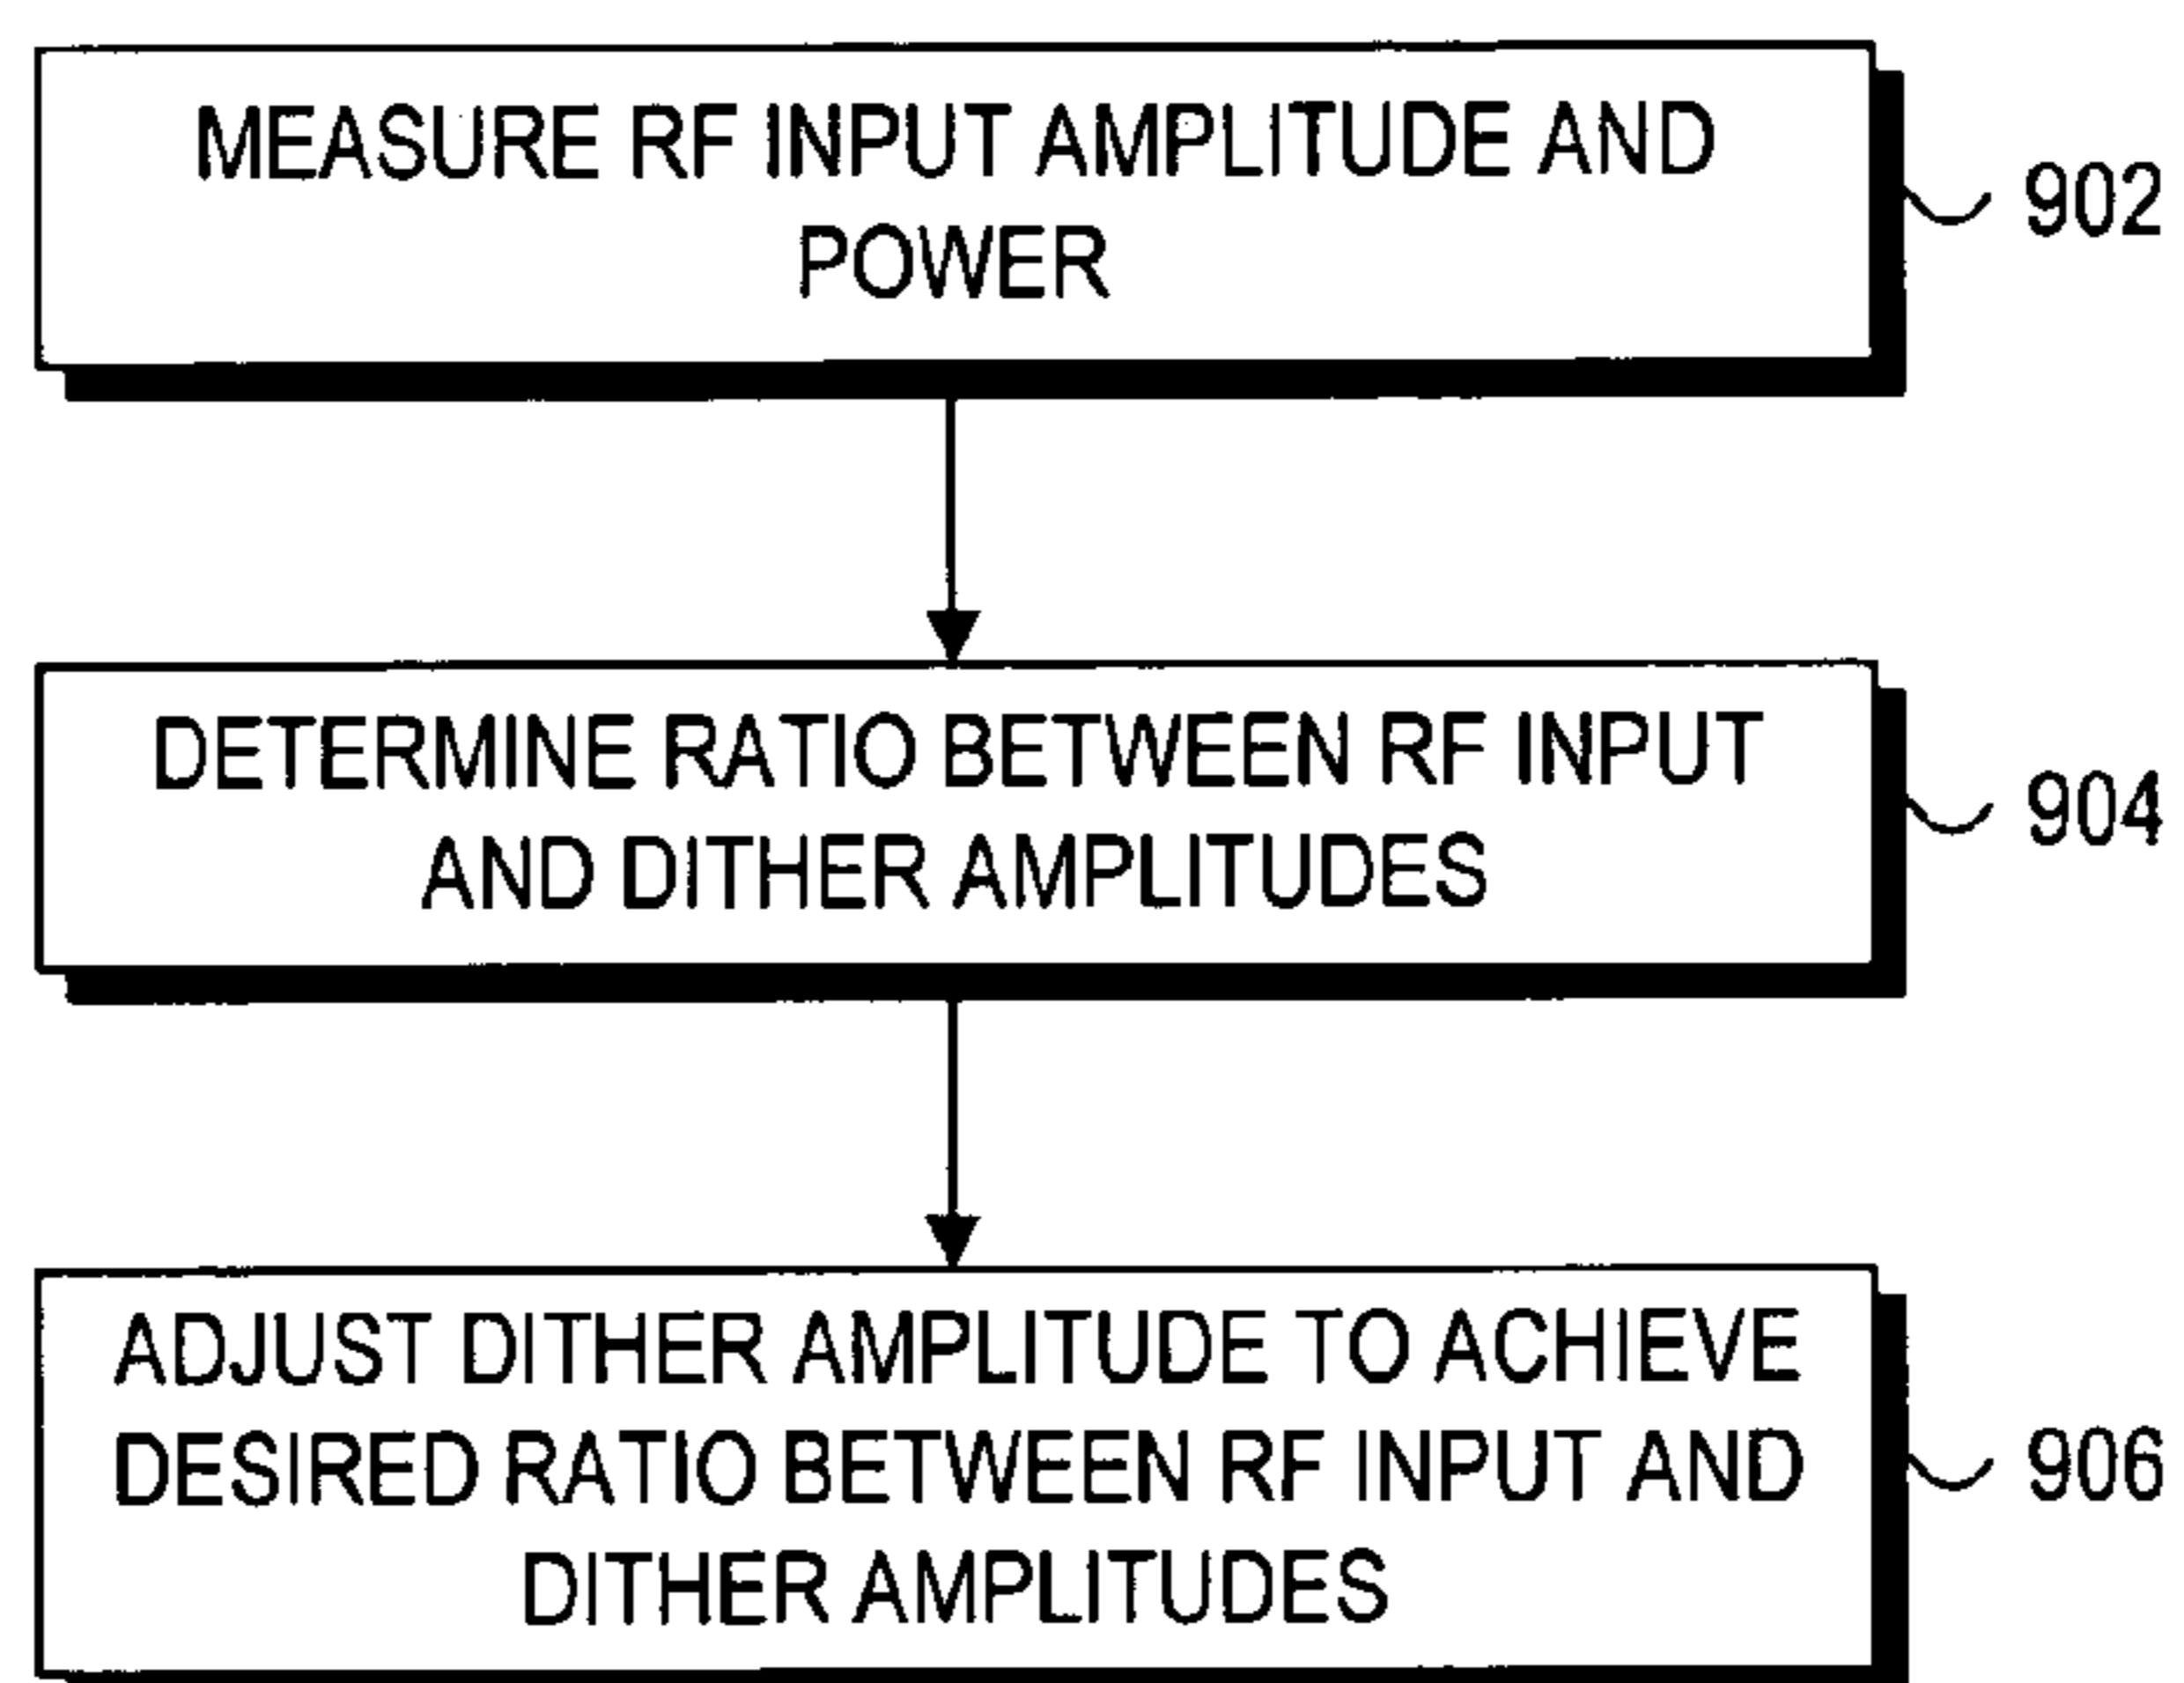 MEASURE RF INPUT AMPLITUDE AND
POWER
902
DETERMINE RATIO BETWEEN RF INPUT
AND DITHER AMPLITUDES
904
ADJUST DITHER AMPLITUDE TO ACHIEVE
DESIRED RATIO BETWEEN RF INPUT AND
DITHER AMPLITUDES
906